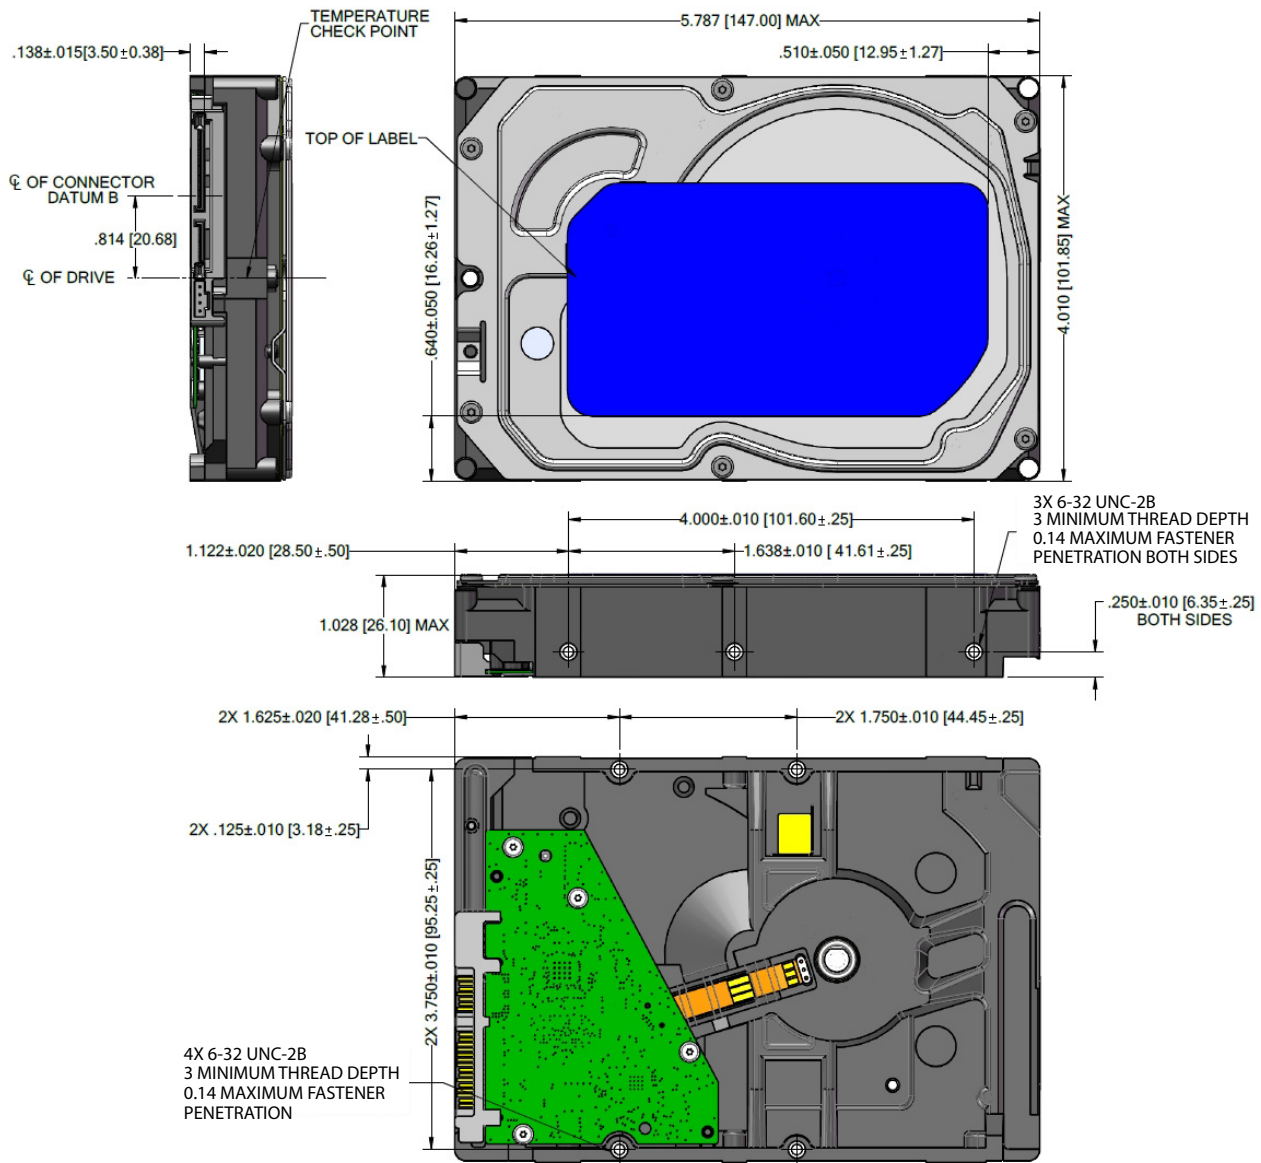 TEMPERATURE
CHECK POINT
5.787 [147.00] MAX
.138±.015[3.50±0.38]
.510±.050 [12.95±1.27]
TOP OF LABEL
℄ OF CONNECTOR
DATUM B
.814 [20.68]
℄ OF DRIVE
.640±.050 [16.26±1.27]
4.010 [101.85] MAX
3X 6-32 UNC-2B
3 MINIMUM THREAD DEPTH
0.14 MAXIMUM FASTENER
PENETRATION BOTH SIDES
4.000±.010 [101.60±.25]
1.122±.020 [28.50±.50]
1.638±.010 [ 41.61±.25]
.250±.010 [6.35±.25]
BOTH SIDES
1.028 [26.10] MAX
2X 1.625±.020 [41.28±.50]
2X 1.750±.010 [44.45±.25]
2X .125±.010 [3.18±.25]
2X 3.750±.010 [95.25±.25]
4X 6-32 UNC-2B
3 MINIMUM THREAD DEPTH
0.14 MAXIMUM FASTENER
PENETRATION